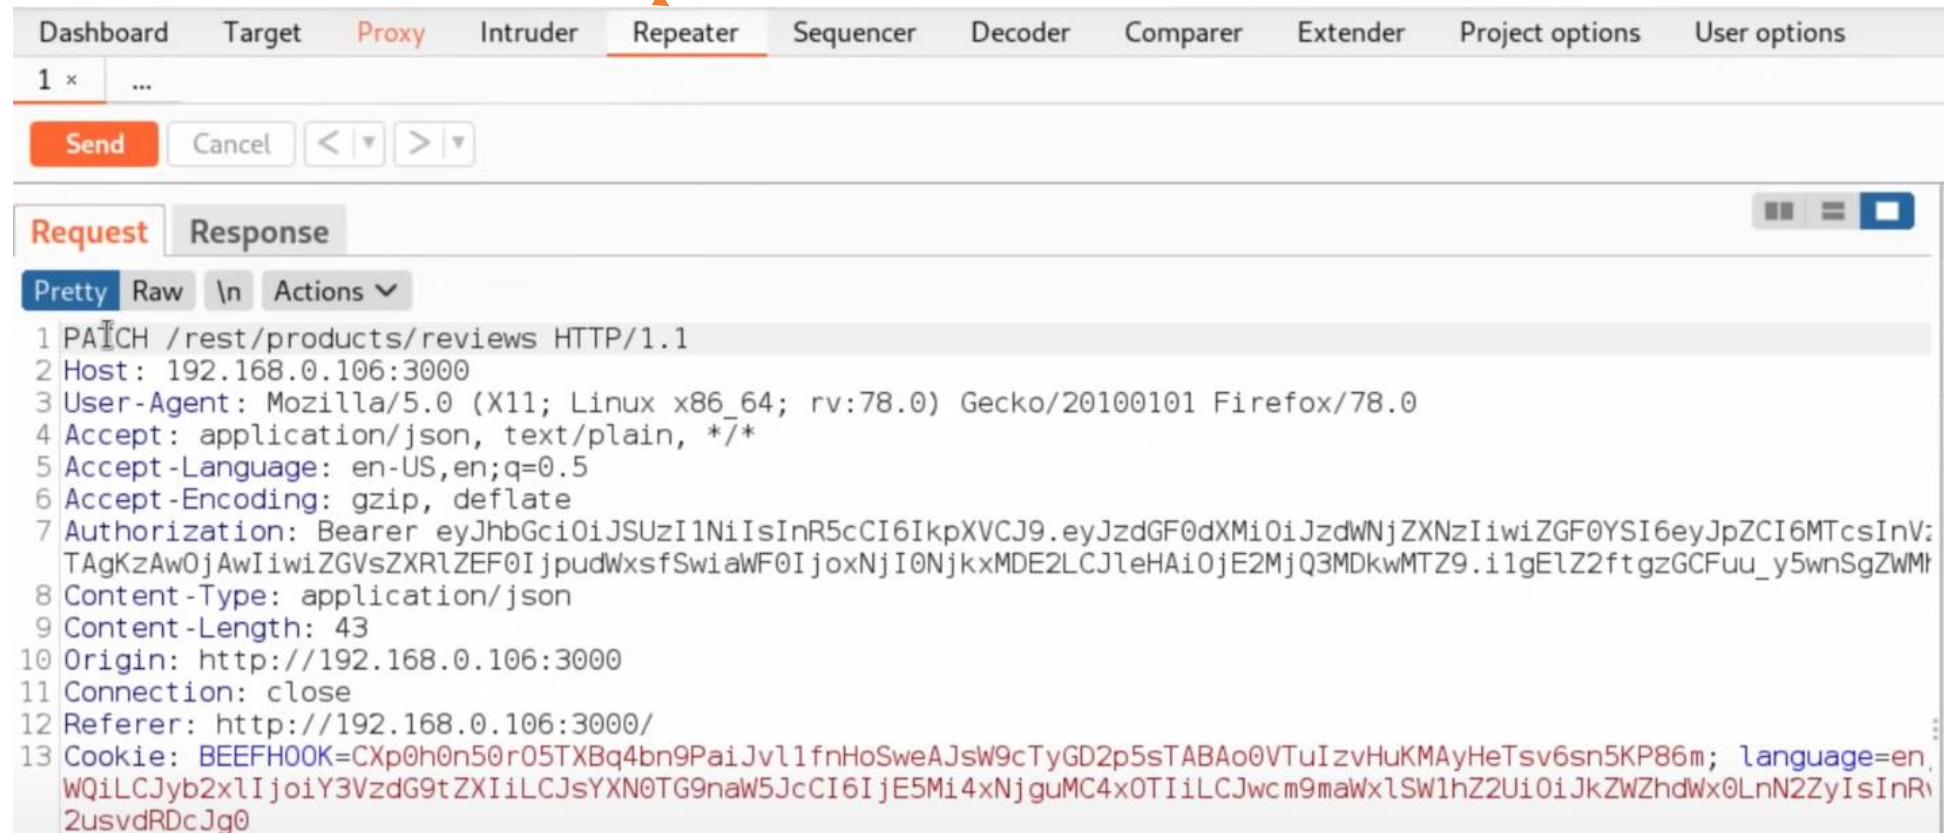 Dashboard Target Proxy Intruder Repeater Sequencer Decoder Comparer Extender Project options User options
1 × ...
Send Cancel < ▾ > ▾
Request Response
Pretty Raw \n Actions
1 PATCH /rest/products/reviews HTTP/1.1
2 Host: 192.168.0.106:3000
3 User-Agent: Mozilla/5.0 (X11; Linux x86_64; rv:78.0) Gecko/20100101 Firefox/78.0
4 Accept: application/json, text/plain, */*
5 Accept-Language: en-US,en;q=0.5
6 Accept-Encoding: gzip, deflate
7 Authorization: Bearer eyJhbGciOiJSUzI1NiIsInR5cCI6IkpXVCJ9.eyJzdGF0dXMiOiJzdWNjZXNzIiwiZGF0YSI6eyJpZCI6MTcsInVz
TAgKzAwOjAwIiwiZGVsZXRlZEF0IjpudWxsfSwiaWF0IjoxNjI0NjkxMDE2LCJleHAiOjE2MjQ3MDkwMTZ9.i1gElZ2ftgzGCFuu_y5wnSgZWM
8 Content-Type: application/json
9 Content-Length: 43
10 Origin: http://192.168.0.106:3000
11 Connection: close
12 Referer: http://192.168.0.106:3000/
13 Cookie: BEEFHOOK=CXp0h0n50rO5TXBq4bn9PaiJvl1fnHoSweAJsW9cTyGD2p5sTABAo0VTuIzvHuKMAyHeTsv6sn5KP86m; language=en
WQiLCJyb2xlIjoiY3VzdG9tZXIiLCJsYXN0TG9naW5JcCI6IjE5Mi4xNjguMC4xOTIiLCJwcm9maWxlSW1hZ2UiOiJkZWZhdWx0LnN2ZyIsInR
2usvdRDcJg0